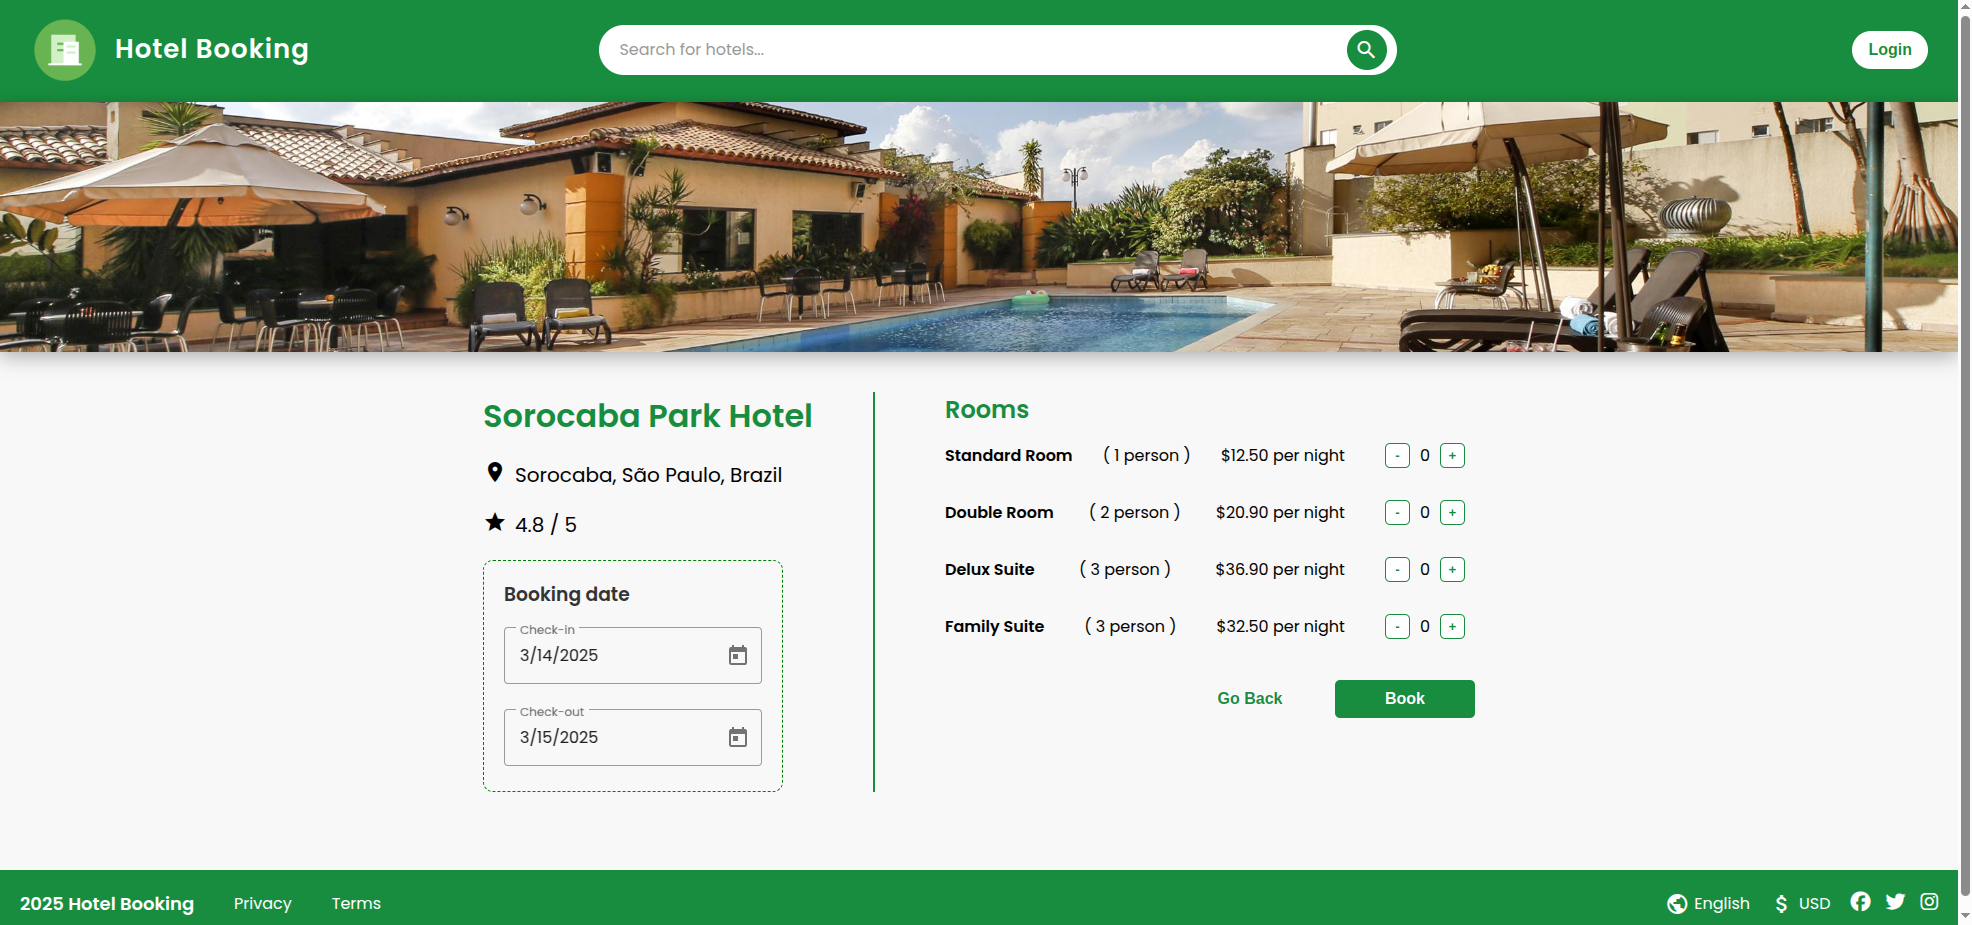 Hotel Booking
Search for hotels...
Login
Sorocaba Park Hotel
Sorocaba, São Paulo, Brazil
4.8 / 5
Booking date
Check-in
3/14/2025
Check-out
3/15/2025
Rooms
Standard Room ( 1 person ) $12.50 per night - 0 +
Double Room ( 2 person ) $20.90 per night - 0 +
Delux Suite ( 3 person ) $36.90 per night - 0 +
Family Suite ( 3 person ) $32.50 per night - 0 +
Go Back Book
2025 Hotel Booking Privacy Terms English $ USD